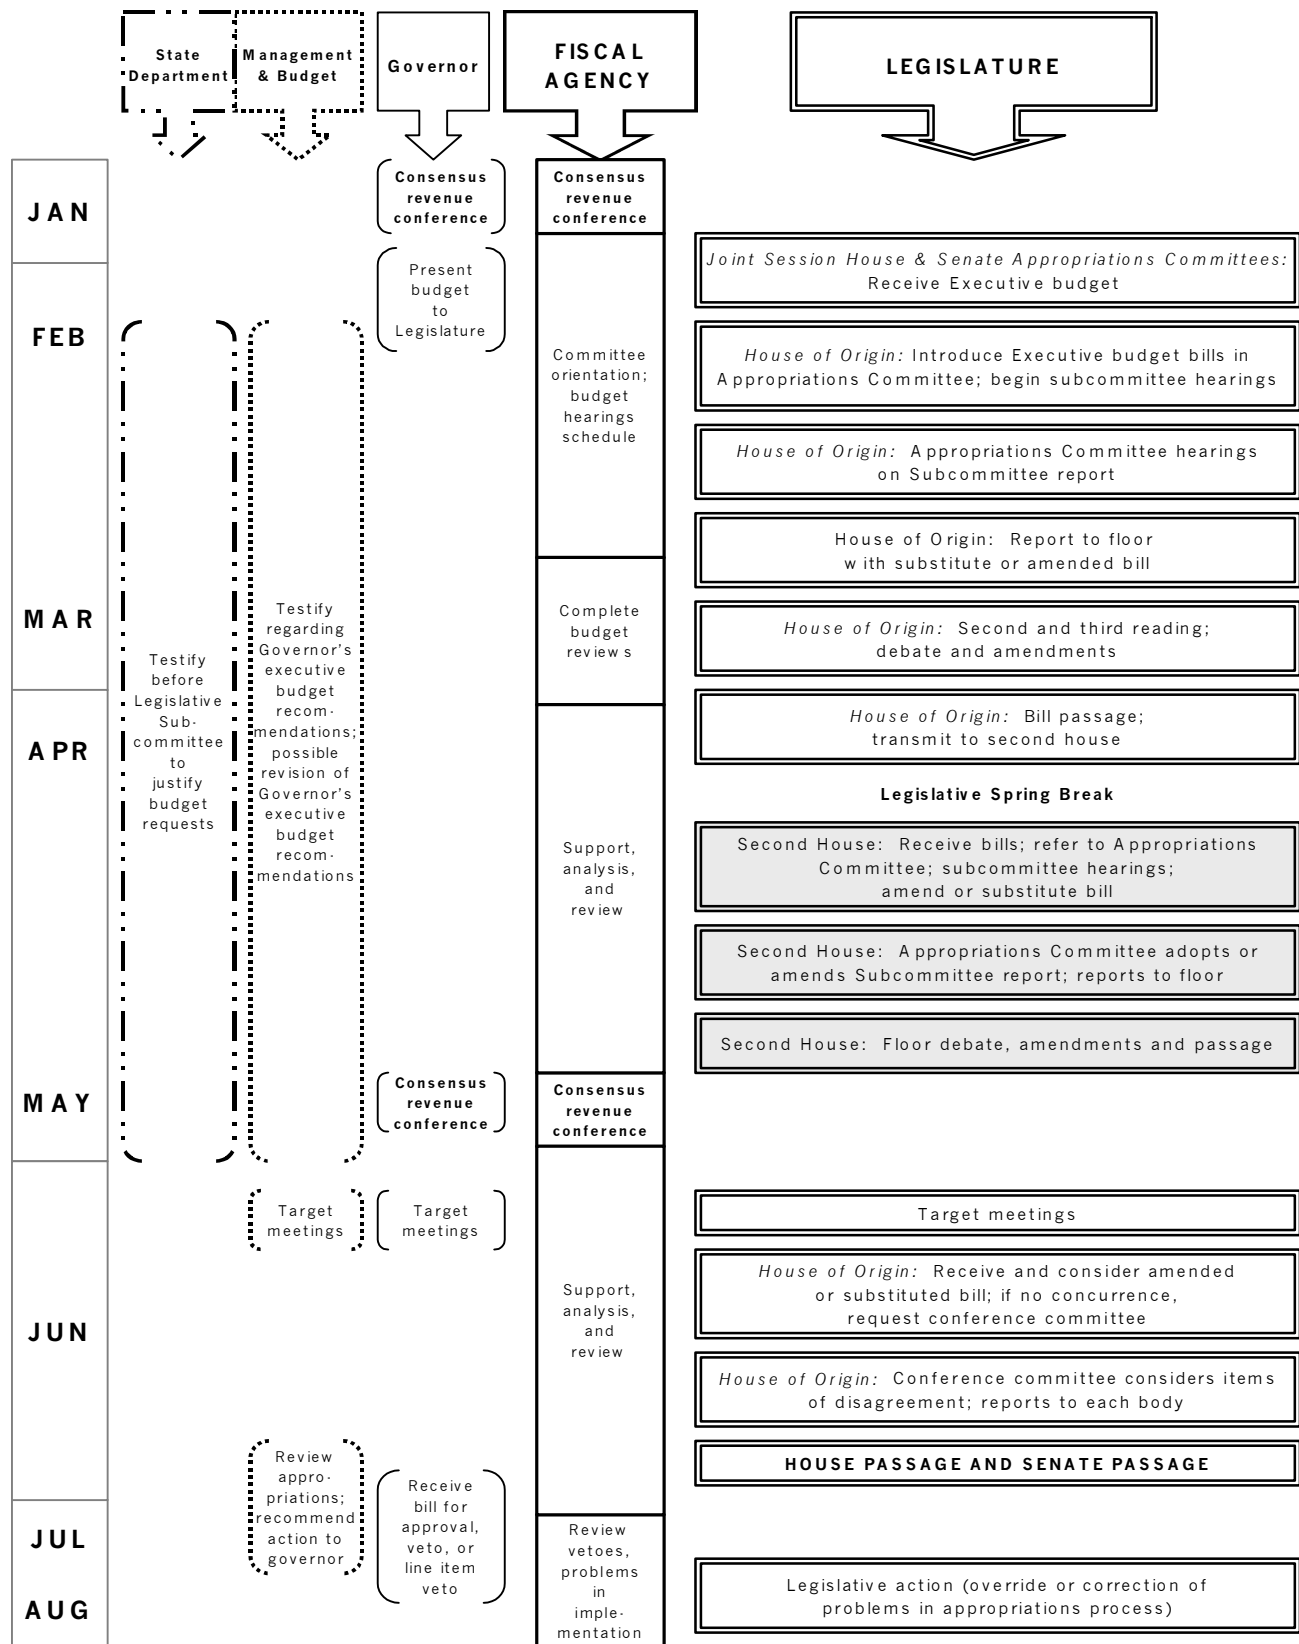 State
Department
Management
& Budget
Governor
FISCAL
AGENCY
LEGISLATURE
JAN
FEB
MAR
APR
MAY
JUN
JUL
AUG
Testify
before
Legislative
Sub-
committee
to
justify
budget
requests
Testify
regarding
Governor's
executive
budget
recom-
mendations;
possible
revision of
Governor's
executive
budget
recom-
mendations
Target
meetings
Review
appro-
priations;
recommend
action to
governor
Consensus
revenue
conference
Present
budget
to
Legislature
Consensus
revenue
conference
Target
meetings
Receive
bill for
approval,
veto, or
line item
veto
Consensus
revenue
conference
Committee
orientation;
budget
hearings
schedule
Complete
budget
reviews
Support,
analysis,
and
review
Consensus
revenue
conference
Support,
analysis,
and
review
Review
vetoes,
problems
in
imple-
mentation
Joint Session House & Senate Appropriations Committees:
Receive Executive budget
House of Origin: Introduce Executive budget bills in
Appropriations Committee; begin subcommittee hearings
House of Origin: Appropriations Committee hearings
on Subcommittee report
House of Origin: Report to floor
with substitute or amended bill
House of Origin: Second and third reading;
debate and amendments
House of Origin: Bill passage;
transmit to second house
Legislative Spring Break
Second House: Receive bills; refer to Appropriations
Committee; subcommittee hearings;
amend or substitute bill
Second House: Appropriations Committee adopts or
amends Subcommittee report; reports to floor
Second House: Floor debate, amendments and passage
Target meetings
House of Origin: Receive and consider amended
or substituted bill; if no concurrence,
request conference committee
House of Origin: Conference committee considers items
of disagreement; reports to each body
HOUSE PASSAGE AND SENATE PASSAGE
Legislative action (override or correction of
problems in appropriations process)